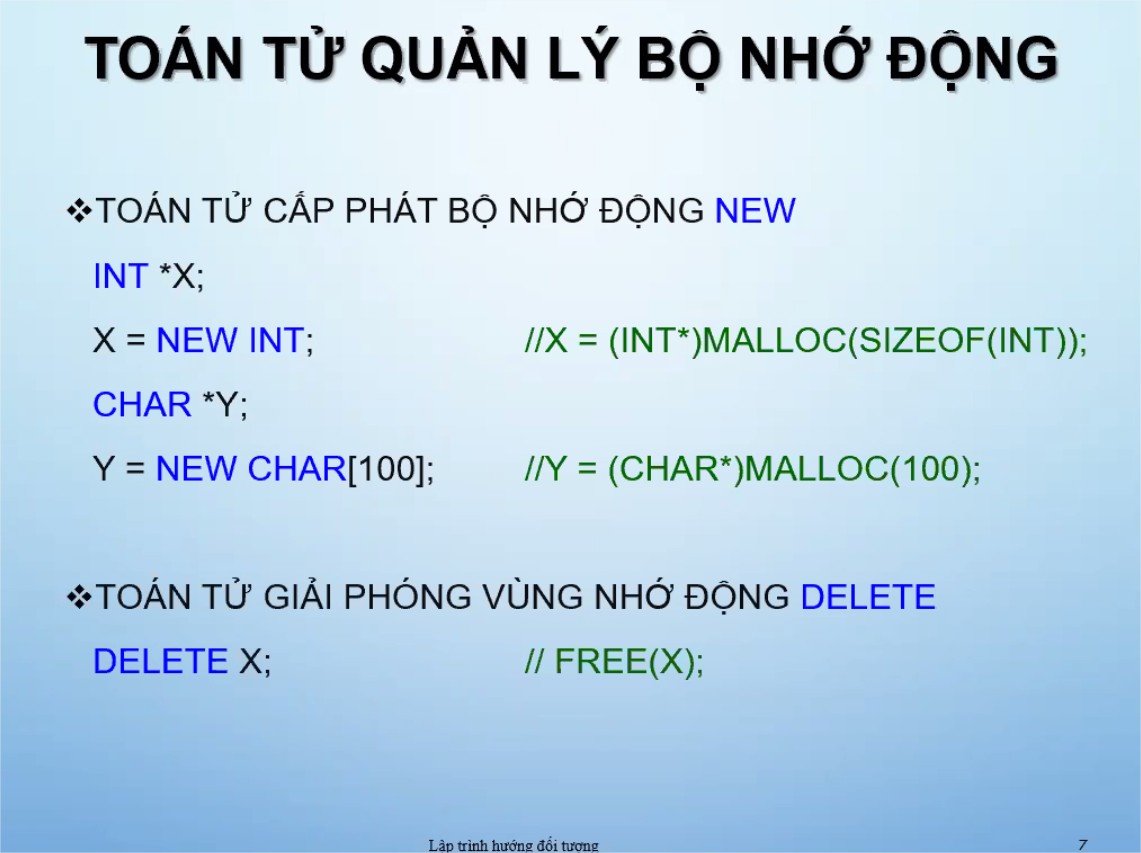 TOÁN TỬ QUẢN LÝ BỘ NHỚ ĐỘNG
❖TOÁN TỬ CẤP PHÁT BỘ NHỚ ĐỘNG NEW
INT *X;
X = NEW INT; //X = (INT*)MALLOC(SIZEOF(INT));
CHAR *Y;
Y = NEW CHAR[100]; //Y = (CHAR*)MALLOC(100);
❖TOÁN TỬ GIẢI PHÓNG VÙNG NHỚ ĐỘNG DELETE
DELETE X; // FREE(X);
Lập trình hướng đối tượng 7